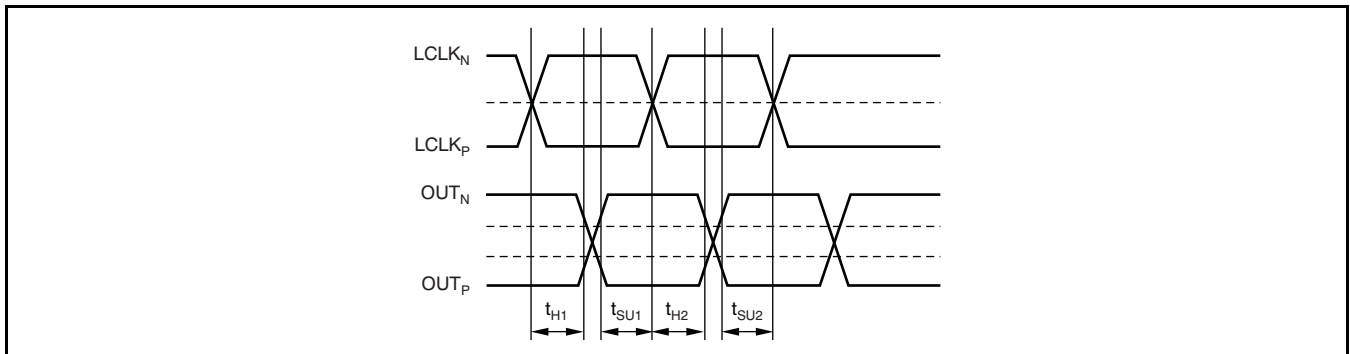 LCLK_N
LCLK_P
OUT_N
OUT_P
t_H1 t_SU1 t_H2 t_SU2